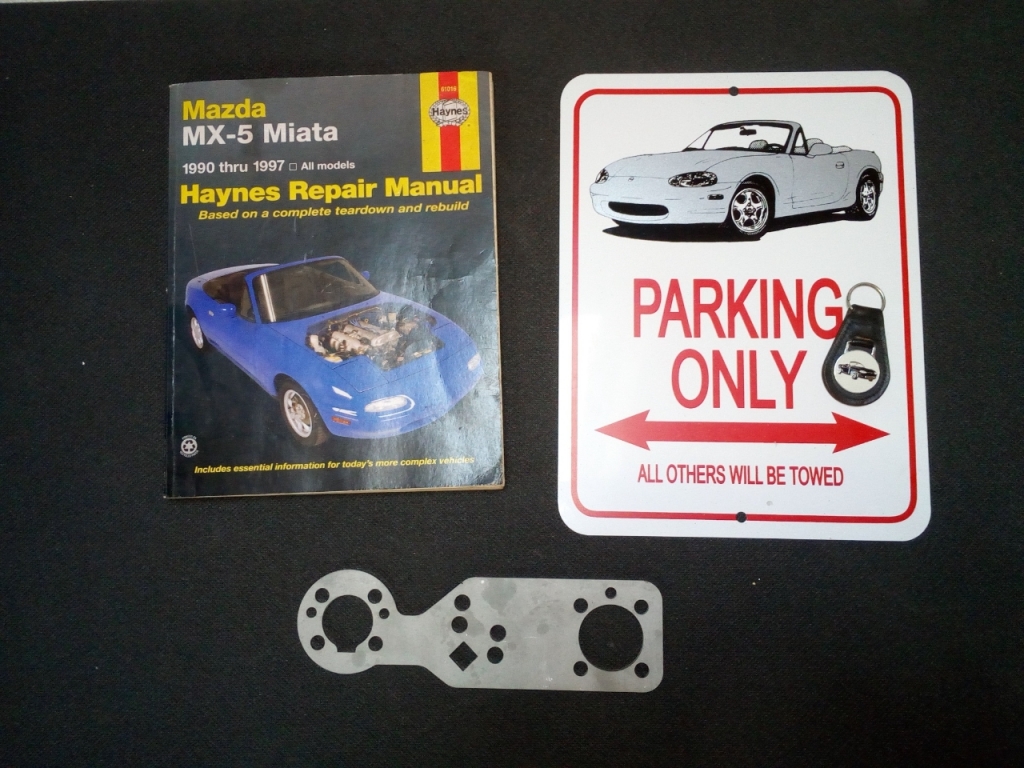 61016
Haynes
Mazda
MX-5 Miata
1990 thru 1997 □ All models
Haynes Repair Manual
Based on a complete teardown and rebuild
Includes essential information for today's more complex vehicles
PARKING
ONLY
ALL OTHERS WILL BE TOWED